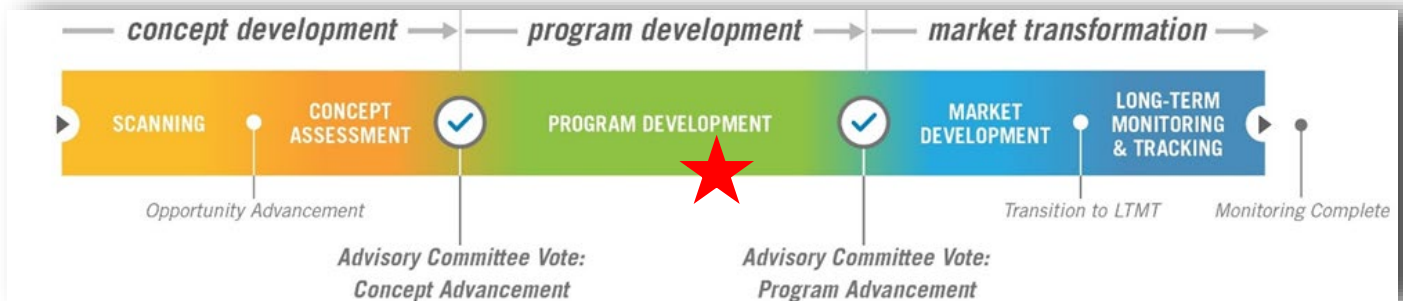 concept development
program development
market transformation
SCANNING
CONCEPT
ASSESSMENT
PROGRAM DEVELOPMENT
MARKET
DEVELOPMENT
LONG-TERM
MONITORING
& TRACKING
Opportunity Advancement
Transition to LTMT
Monitoring Complete
Advisory Committee Vote:
Concept Advancement
Advisory Committee Vote:
Program Advancement